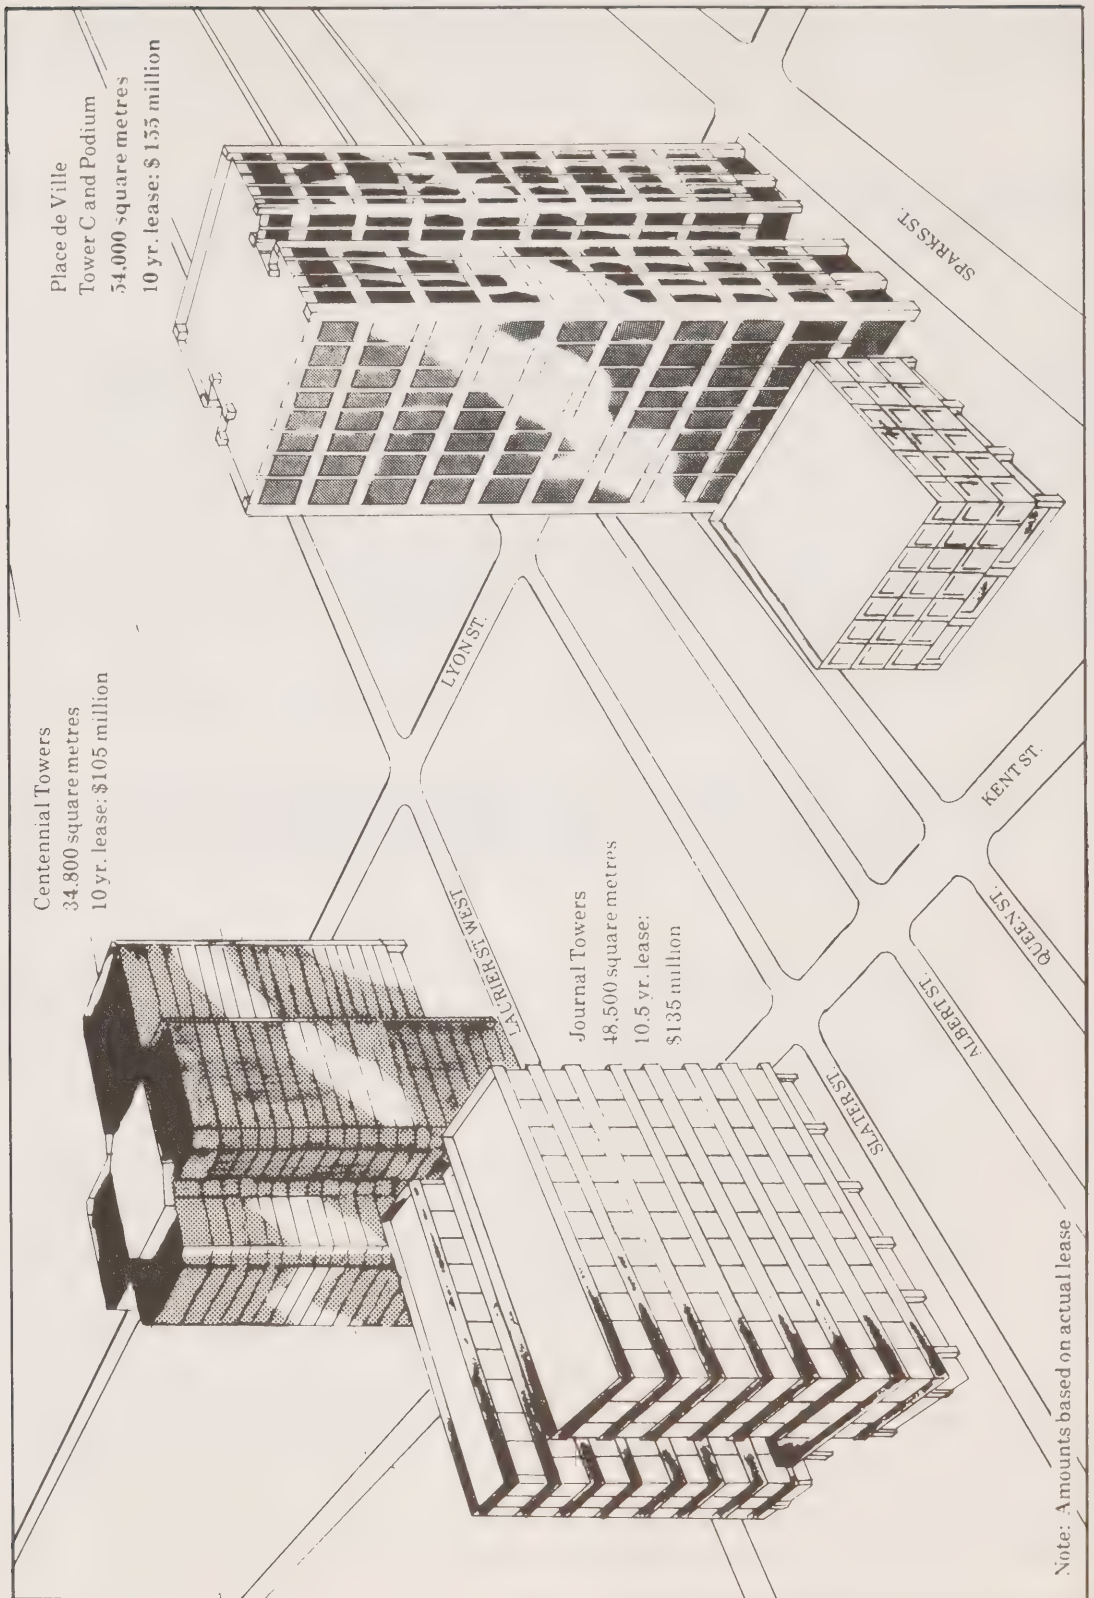 Centennial Towers
34.800 square metres
10 yr. lease: $105 million
Place de Ville
Tower C and Podium
54.000 square metres
10 yr. lease: $ 155 million
LYON ST.
LAURIER ST WEST
Journal Towers
48,500 square metres
10.5 yr. lease:
$135 million
SPARKS ST.
SLATER ST.
ALBERT ST.
QUEEN ST.
KENT ST.
Note: Amounts based on actual lease